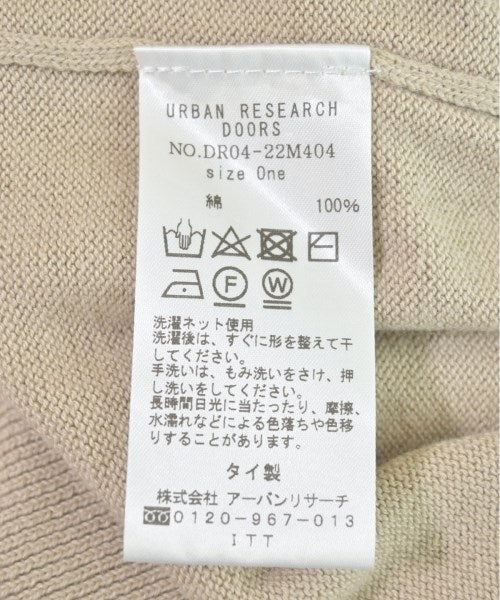 URBAN RESEARCH
DOORS
NO.DR04-22M404
size One
綿 100%
F W
洗濯ネット使用
洗濯後は、すぐに形を整えて干
してください。
手洗いは、もみ洗いをさけ、押
し洗いをしてください。
長時間日光に当たったり、摩擦、
水濡れなどによる色落ちや色移
りすることがあります。
タイ製
株式会社 アーバンリサーチ
0120-967-013
ITT